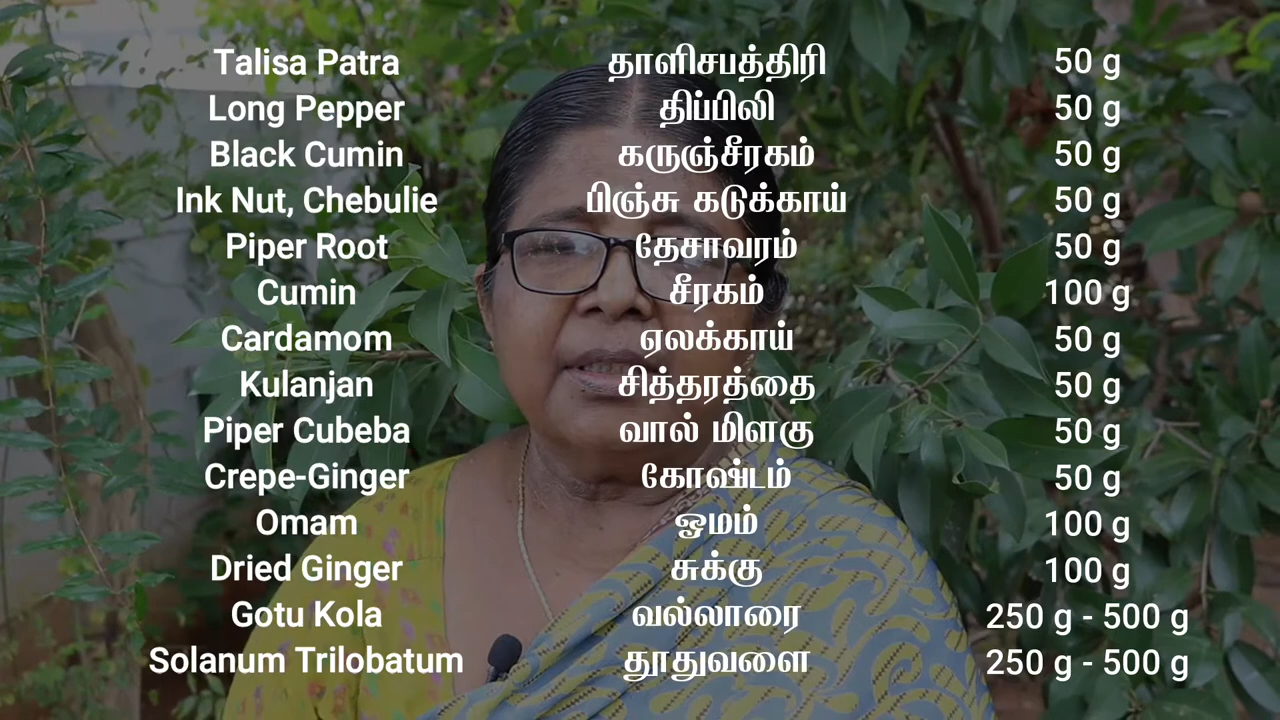 Talisa Patra தாளிசபத்திரி 50 g
Long Pepper திப்பிலி 50 g
Black Cumin கருஞ்சீரகம் 50 g
Ink Nut, Chebulie பிஞ்சு கடுக்காய் 50 g
Piper Root தேசாவரம் 50 g
Cumin சீரகம் 100 g
Cardamom ஏலக்காய் 50 g
Kulanjan சித்தரத்தை 50 g
Piper Cubeba வால் மிளகு 50 g
Crepe-Ginger கோஷ்டம் 50 g
Omam ஓமம் 100 g
Dried Ginger சுக்கு 100 g
Gotu Kola வல்லாரை 250 g - 500 g
Solanum Trilobatum தூதுவளை 250 g - 500 g